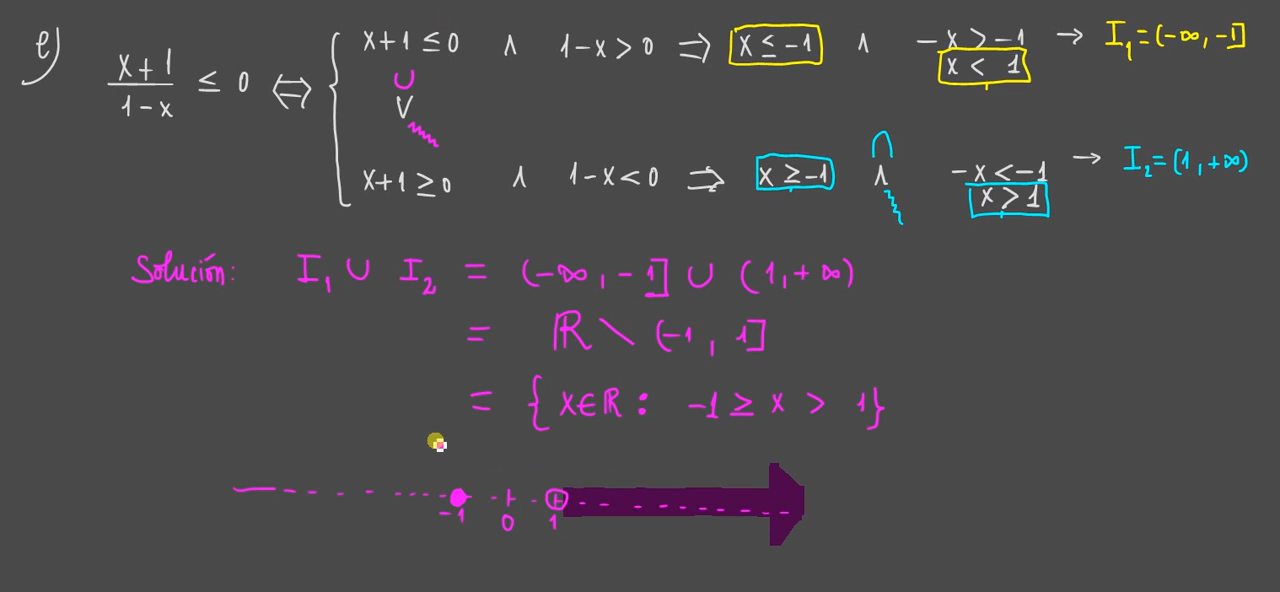 e) x+1/1-x ≤ 0 ⟺ { x+1 ≤ 0 ∧ 1-x > 0 ⟹ x ≤ -1 ∧ -x > -1 → I₁ = (-∞, -1]
x < 1
∪
∨
∩
x+1 ≥ 0 ∧ 1-x < 0 ⟹ x ≥ -1 ∧ -x < -1 → I₂ = (1, +∞)
x > 1
Solución: I₁ ∪ I₂ = (-∞, -1] ∪ (1, +∞)
= ℝ \ (-1, 1]
= {x∈ℝ : -1 ≥ x > 1}
-1 0 1